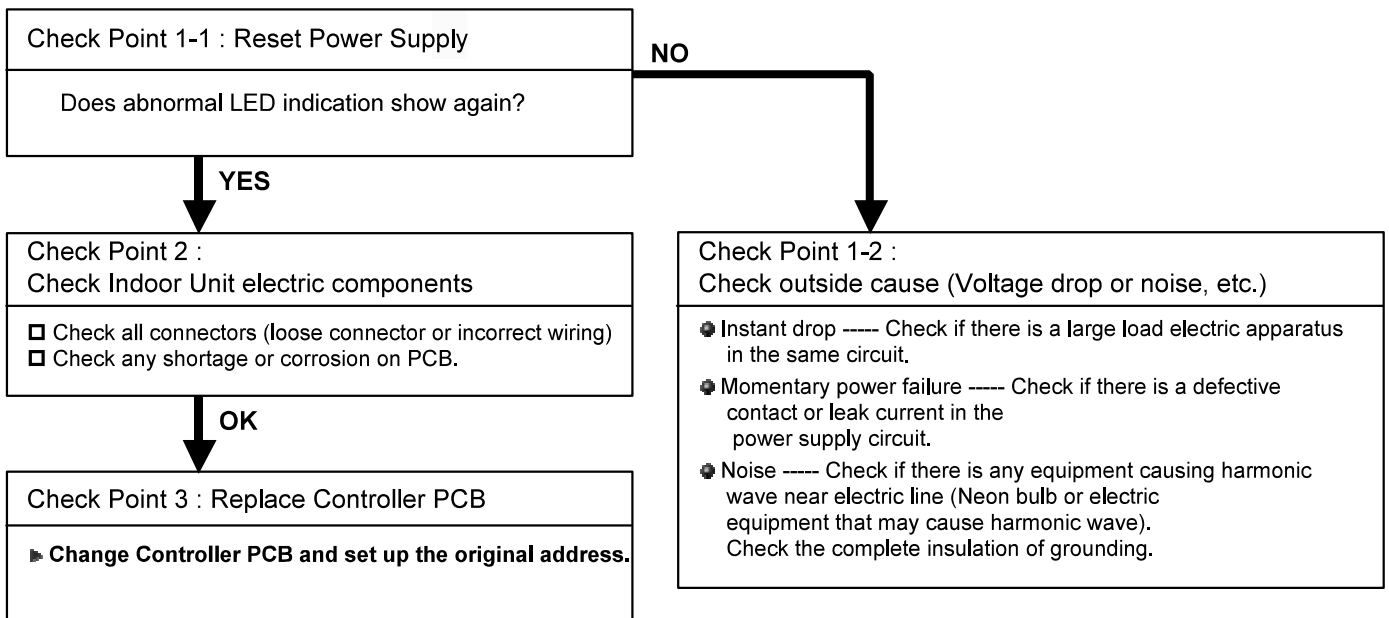 Check Point 1-1 : Reset Power Supply
Does abnormal LED indication show again?
NO
YES
Check Point 2 :
Check Indoor Unit electric components
Check all connectors (loose connector or incorrect wiring)
Check any shortage or corrosion on PCB.
OK
Check Point 3 : Replace Controller PCB
Change Controller PCB and set up the original address.
Check Point 1-2 :
Check outside cause (Voltage drop or noise, etc.)
Instant drop ----- Check if there is a large load electric apparatus
in the same circuit.
Momentary power failure ----- Check if there is a defective
contact or leak current in the
power supply circuit.
Noise ----- Check if there is any equipment causing harmonic
wave near electric line (Neon bulb or electric
equipment that may cause harmonic wave).
Check the complete insulation of grounding.